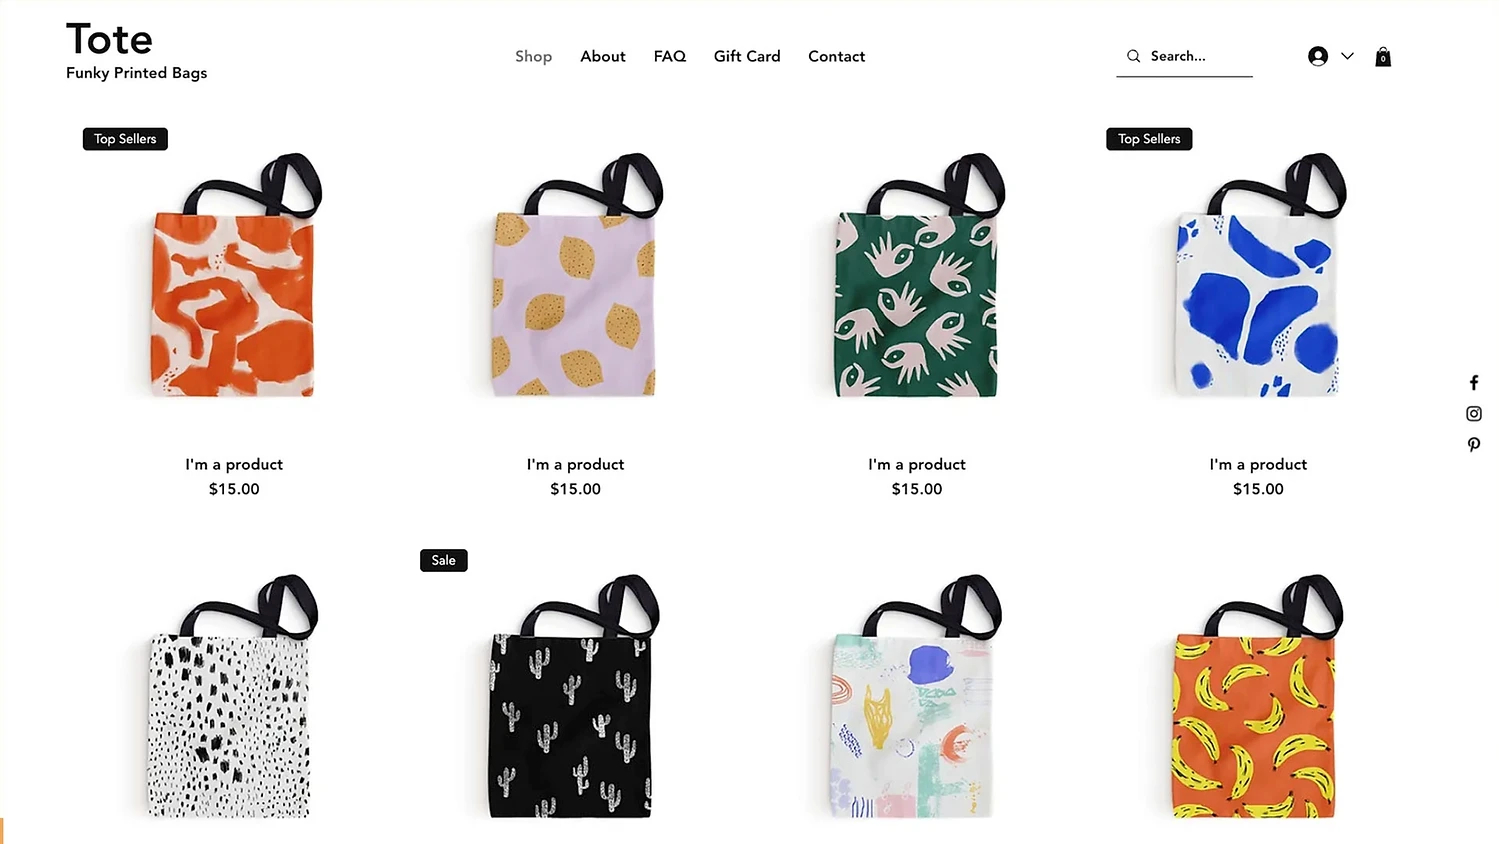 Tote
Funky Printed Bags
Shop About FAQ Gift Card Contact
Search...
0
Top Sellers
Top Sellers
I'm a product
$15.00
I'm a product
$15.00
I'm a product
$15.00
I'm a product
$15.00
Sale